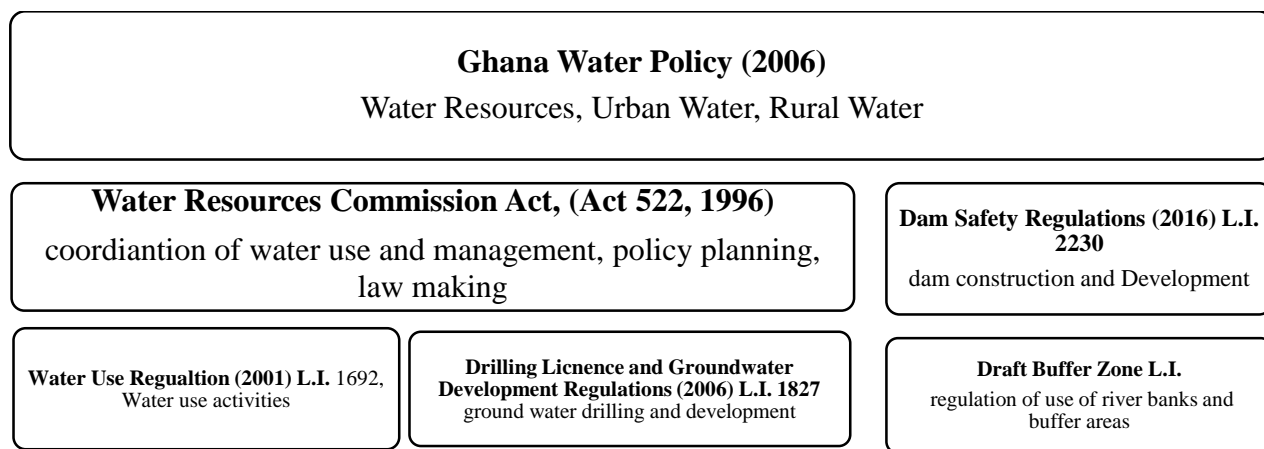 Ghana Water Policy (2006)
Water Resources, Urban Water, Rural Water
Water Resources Commission Act, (Act 522, 1996)
coordiantion of water use and management, policy planning,
law making
Dam Safety Regulations (2016) L.I.
2230
dam construction and Development
Water Use Regualtion (2001) L.I. 1692,
Water use activities
Drilling Licnence and Groundwater
Development Regulations (2006) L.I. 1827
ground water drilling and development
Draft Buffer Zone L.I.
regulation of use of river banks and
buffer areas